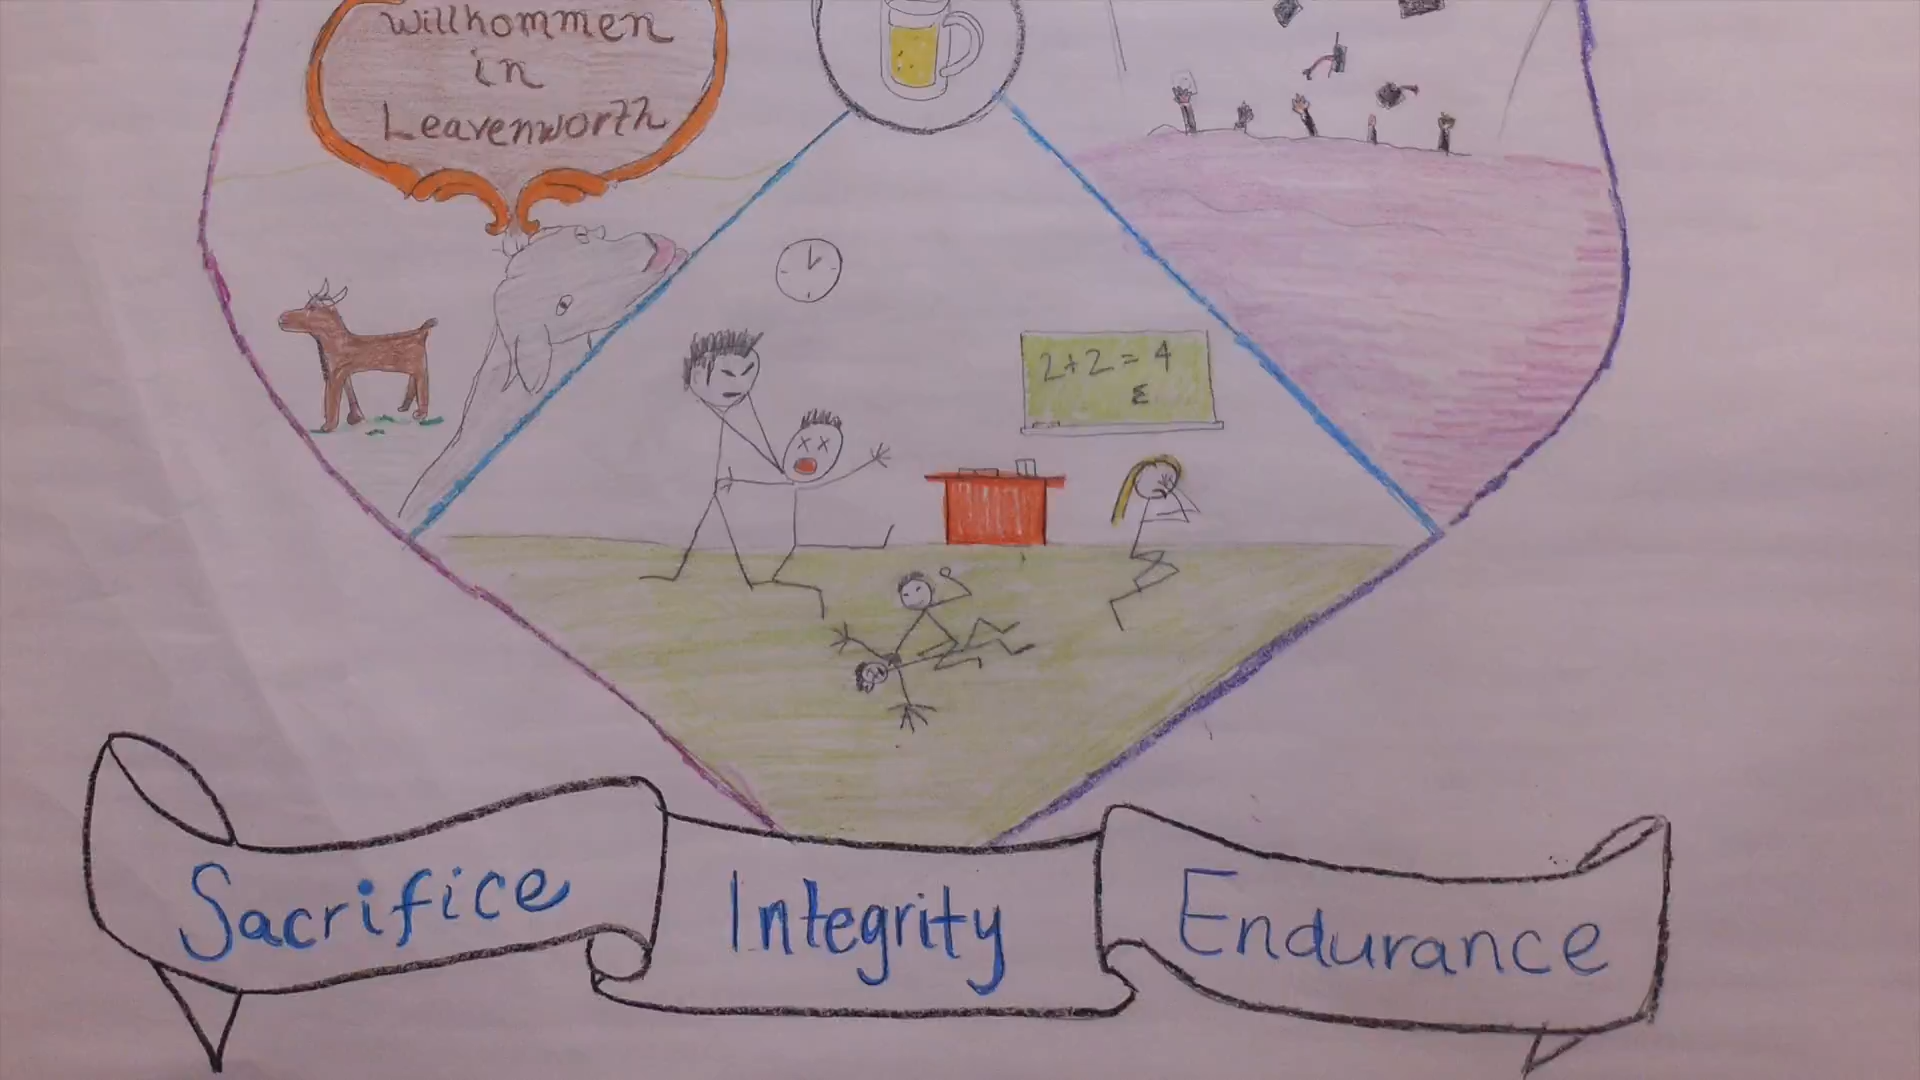 Willkommen
in
Leavenworth
2+2=4
Σ
Sacrifice
Integrity
Endurance